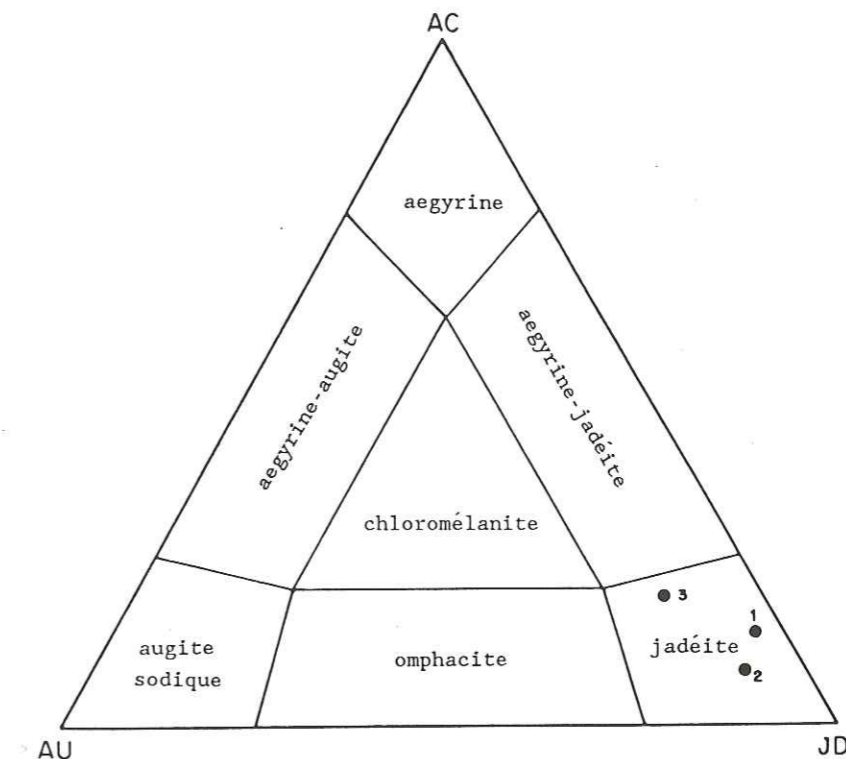 AC
aegyrine
aegyrine-augite
aegyrine-jadéite
chloromélanite
3
1
augite
sodique
omphacite
jadéite
2
AU
JD